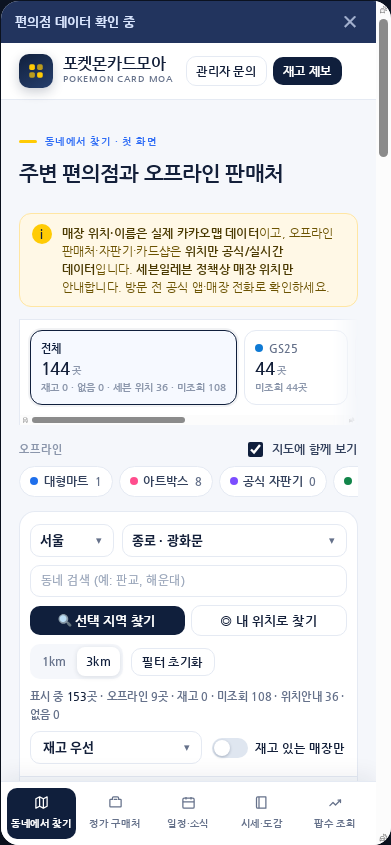 편의점 데이터 확인 중
포켓몬카드모아
POKEMON CARD MOA
관리자 문의
재고 제보
동네에서 찾기 · 첫 화면
주변 편의점과 오프라인 판매처
매장 위치·이름은 실제 카카오맵 데이터이고, 오프라인
판매처·자판기·카드샵은 위치만 공식/실시간
데이터입니다. 세븐일레븐 정책상 매장 위치만
안내합니다. 방문 전 공식 앱·매장 전화로 확인하세요.
전체
144곳
재고 0 · 없음 0 · 세븐 위치 36 · 미조회 108
GS25
44곳
미조회 44곳
오프라인
지도에 함께 보기
대형마트 1
아트박스 8
공식 자판기 0
서울
종로 · 광화문
동네 검색 (예: 판교, 해운대)
선택 지역 찾기
◎ 내 위치로 찾기
1km
3km
필터 초기화
표시 중 153곳 · 오프라인 9곳 · 재고 0 · 미조회 108 · 위치안내 36 ·
없음 0
재고 우선
재고 있는 매장만
동네에서 찾기
정가 구매처
일정·소식
시세·도감
팝수 조회